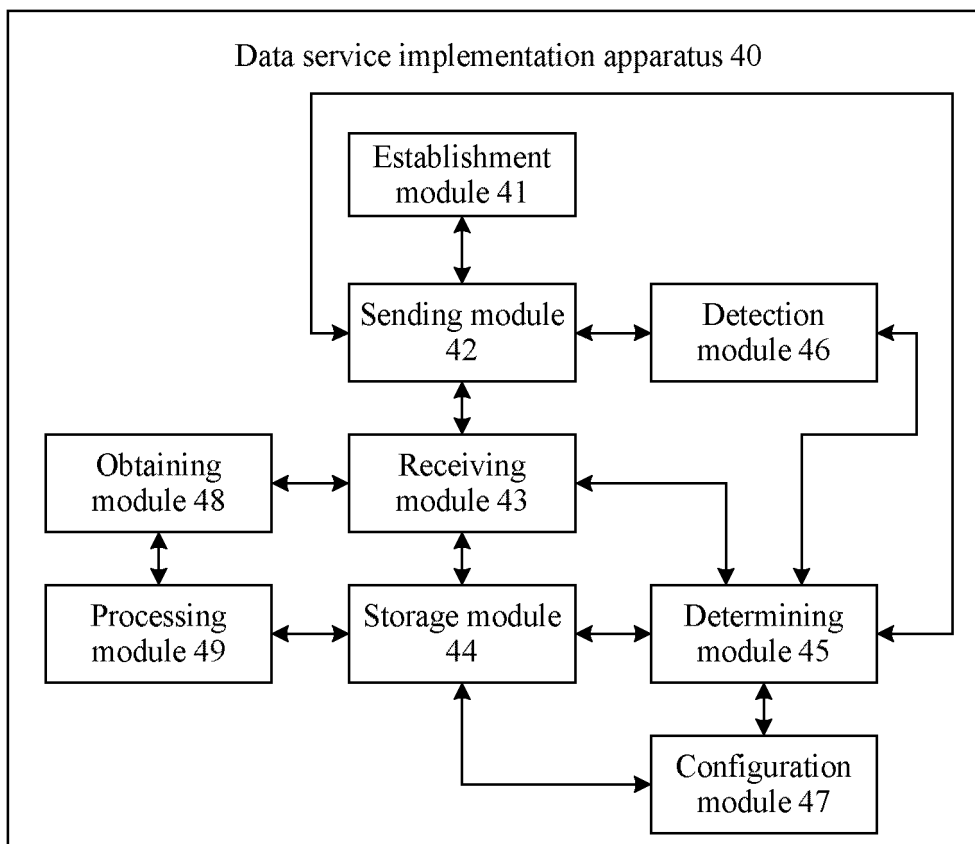 Data service implementation apparatus 40
Establishment
module 41
Sending module
42
Detection
module 46
Obtaining
module 48
Receiving
module 43
Processing
module 49
Storage module
44
Determining
module 45
Configuration
module 47